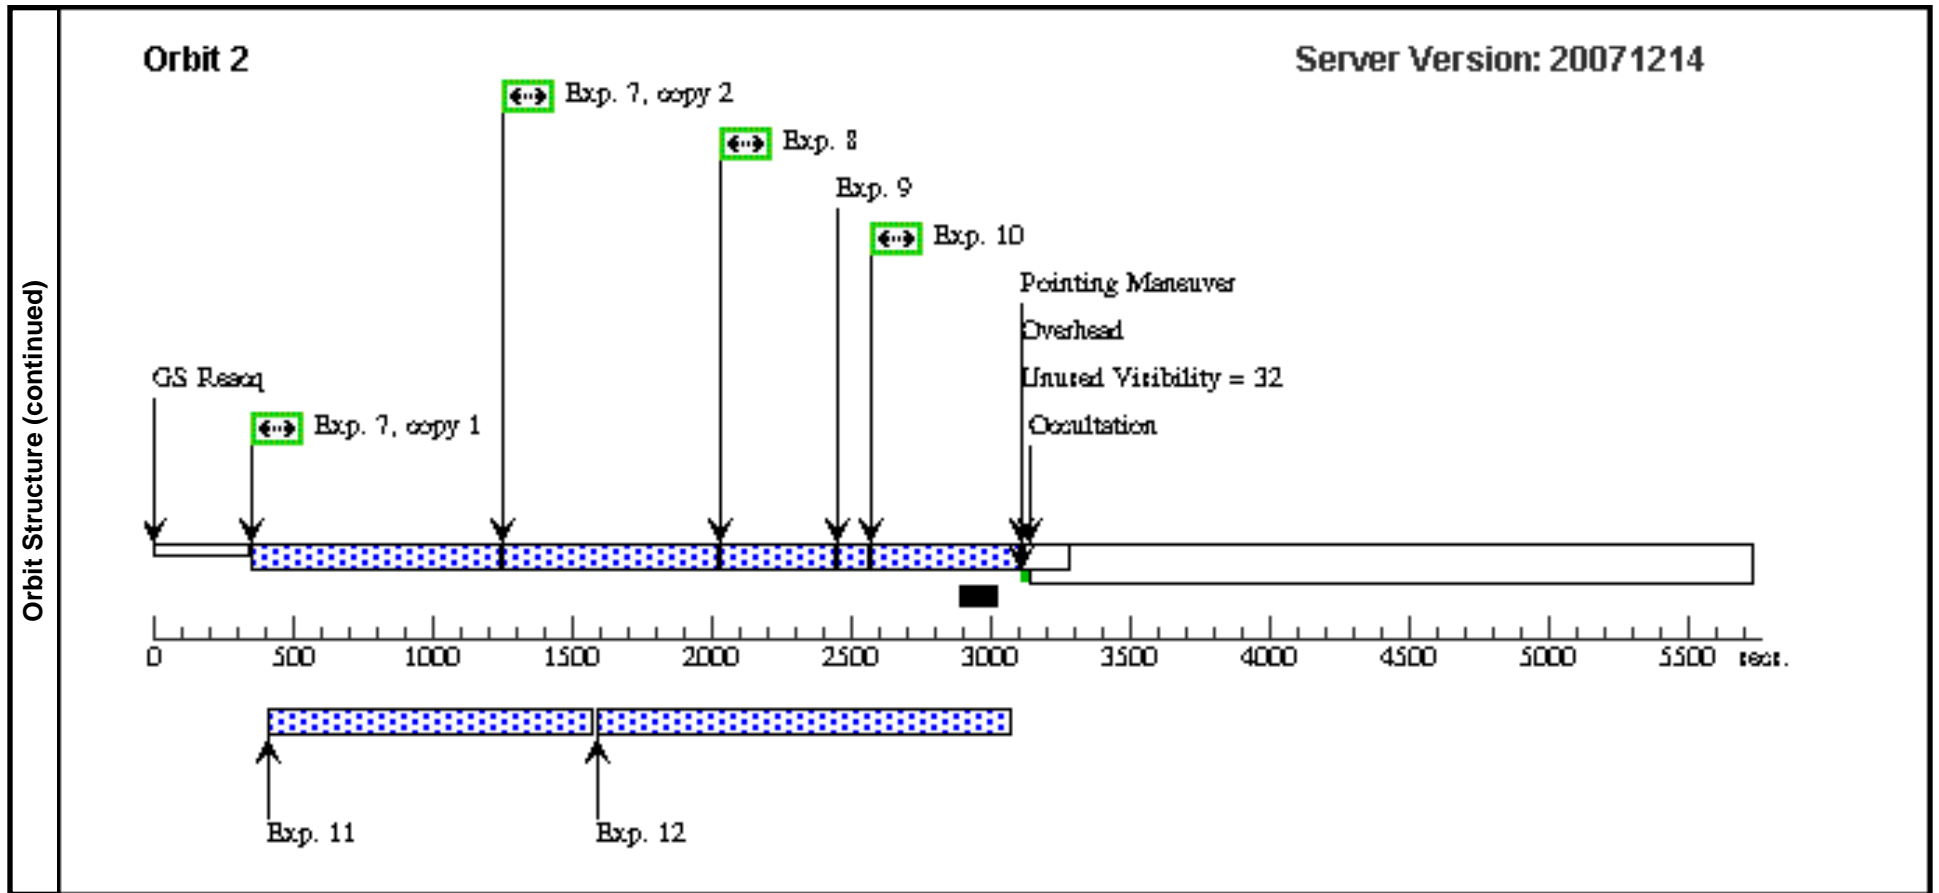 Orbit Structure (continued)
Orbit 2
Server Version: 20071214
Exp. 7, copy 2
Exp. 8
Exp. 9
Exp. 10
Pointing Maneuver
Overhead
GS Reacq
Unused Visibility = 32
Exp. 7, copy 1
Occultation
0 500 1000 1500 2000 2500 3000 3500 4000 4500 5000 5500 secs.
Exp. 11
Exp. 12